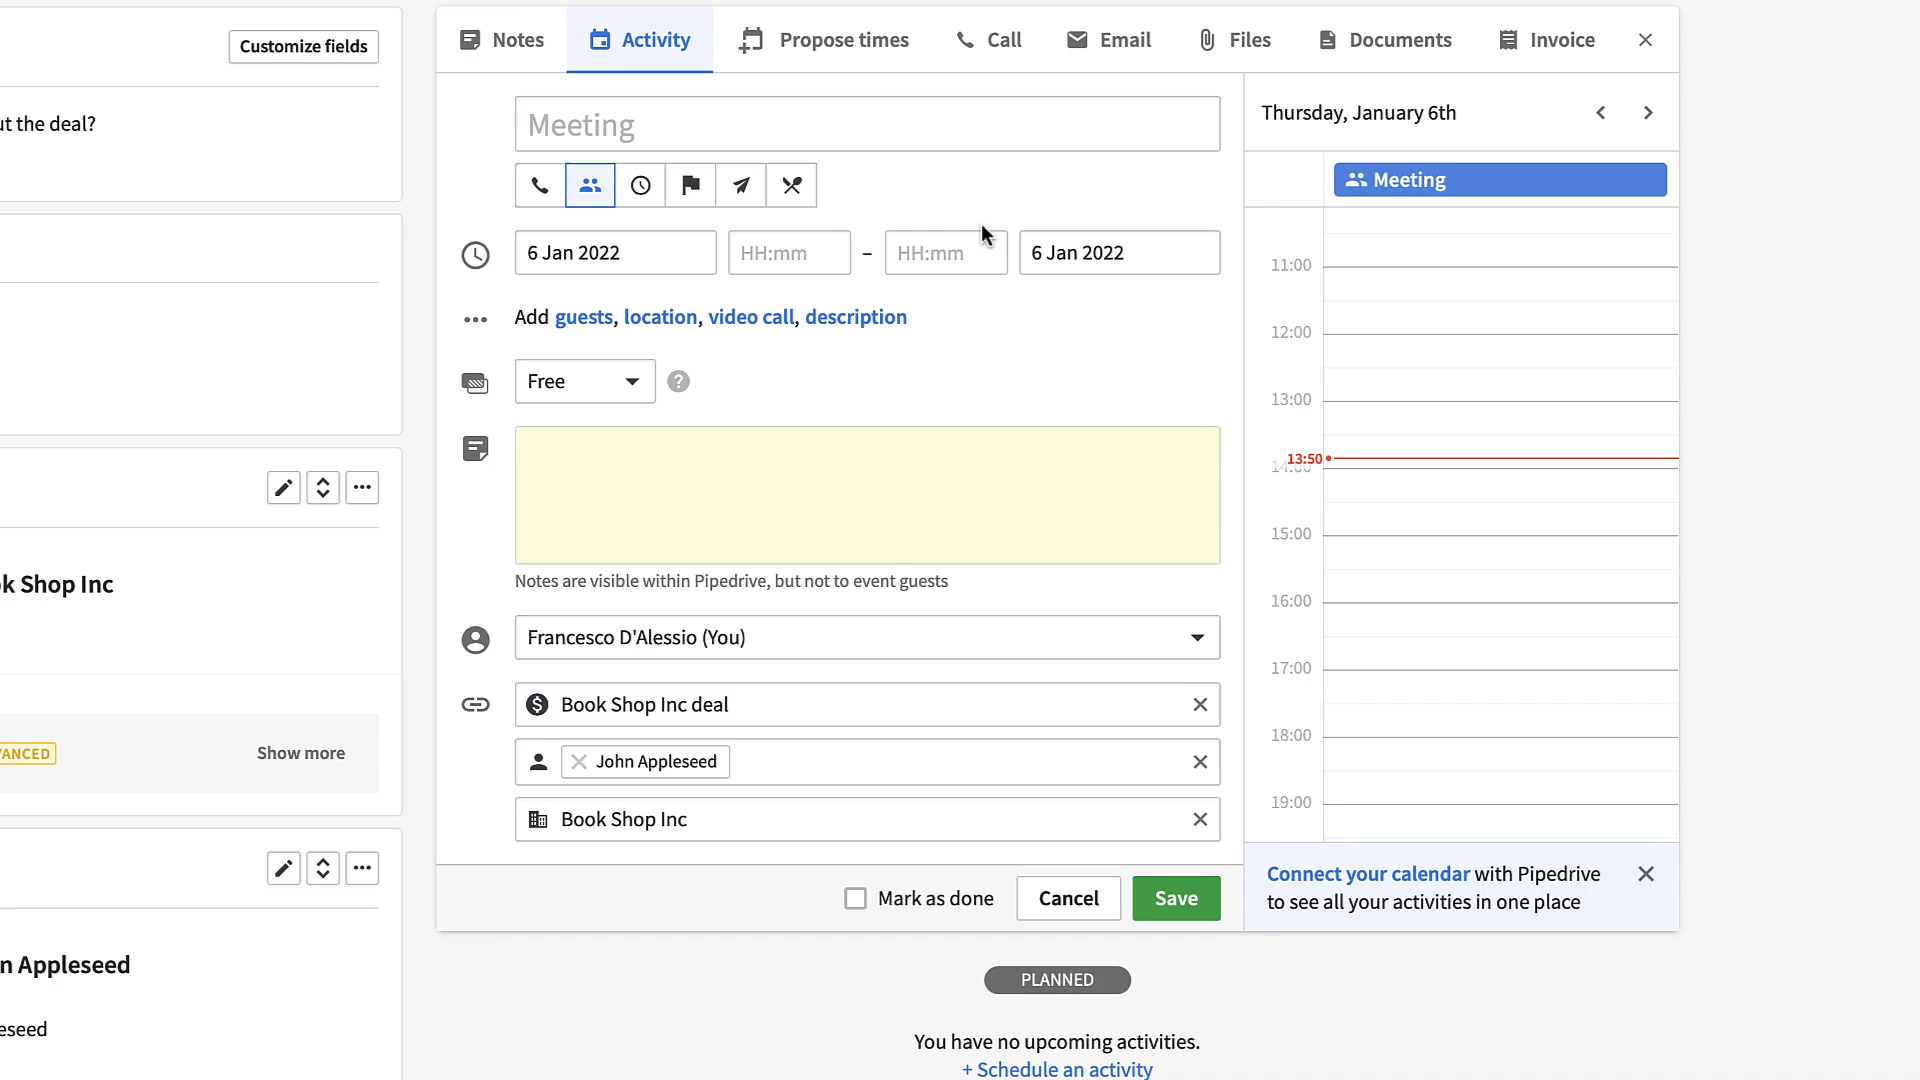 Customize fields
ut the deal?
k Shop Inc
VANCED
Show more
n Appleseed
eseed
Notes
Activity
Propose times
Call
Email
Files
Documents
Invoice
Meeting
6 Jan 2022
HH:mm
–
HH:mm
6 Jan 2022
Add guests, location, video call, description
Free
?
Notes are visible within Pipedrive, but not to event guests
Francesco D'Alessio (You)
Book Shop Inc deal
John Appleseed
Book Shop Inc
Mark as done
Cancel
Save
Thursday, January 6th
Meeting
11:00
12:00
13:00
13:50
14:00
15:00
16:00
17:00
18:00
19:00
Connect your calendar with Pipedrive
to see all your activities in one place
PLANNED
You have no upcoming activities.
+ Schedule an activity